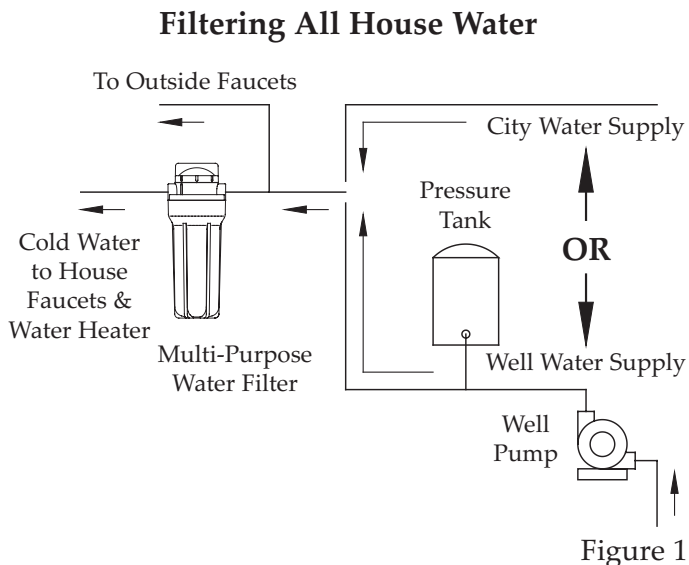 Filtering All House Water
To Outside Faucets
City Water Supply
Pressure
Tank
OR
Cold Water
to House
Faucets &
Water Heater
Multi-Purpose
Water Filter
Well Water Supply
Well
Pump
Figure 1